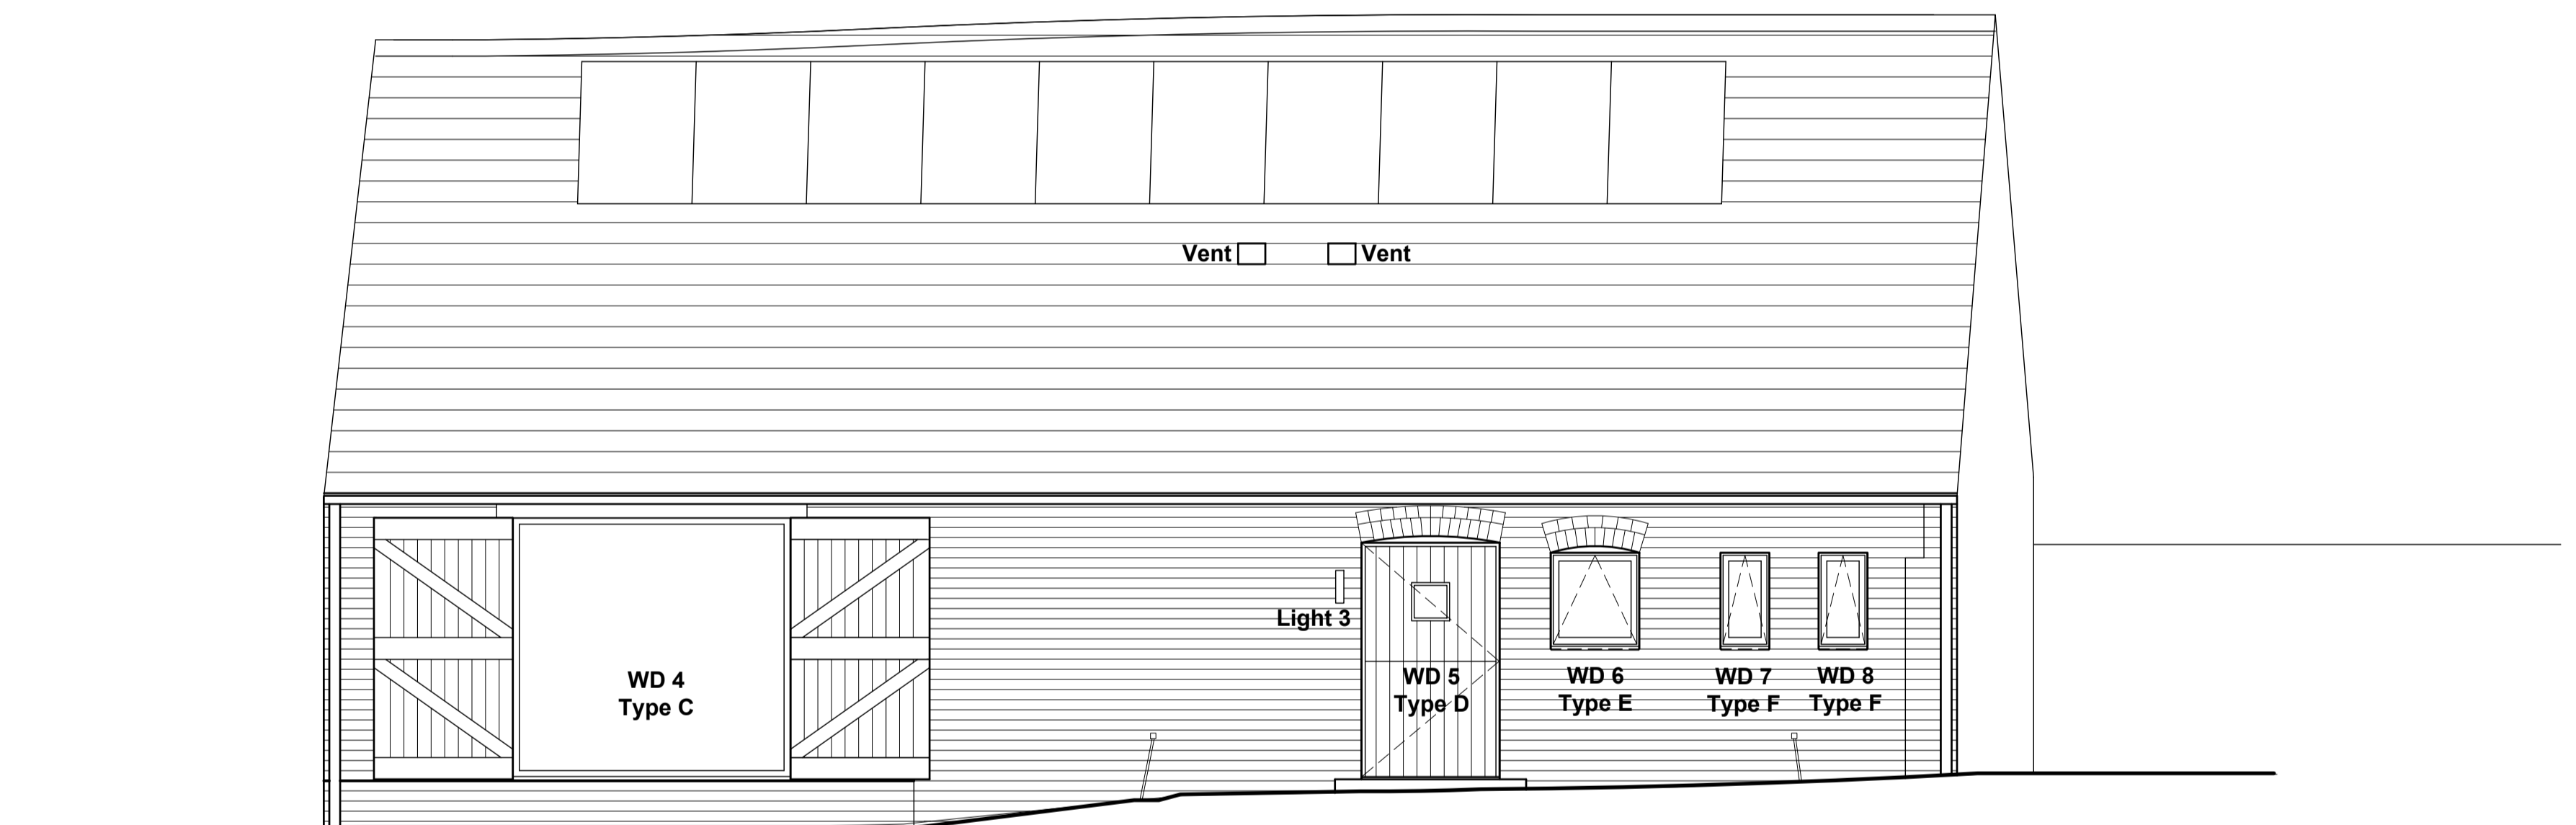 Vent
Vent
Light 3
WD 4
Type C
WD 5
Type D
WD 6
Type E
WD 7
Type F
WD 8
Type F